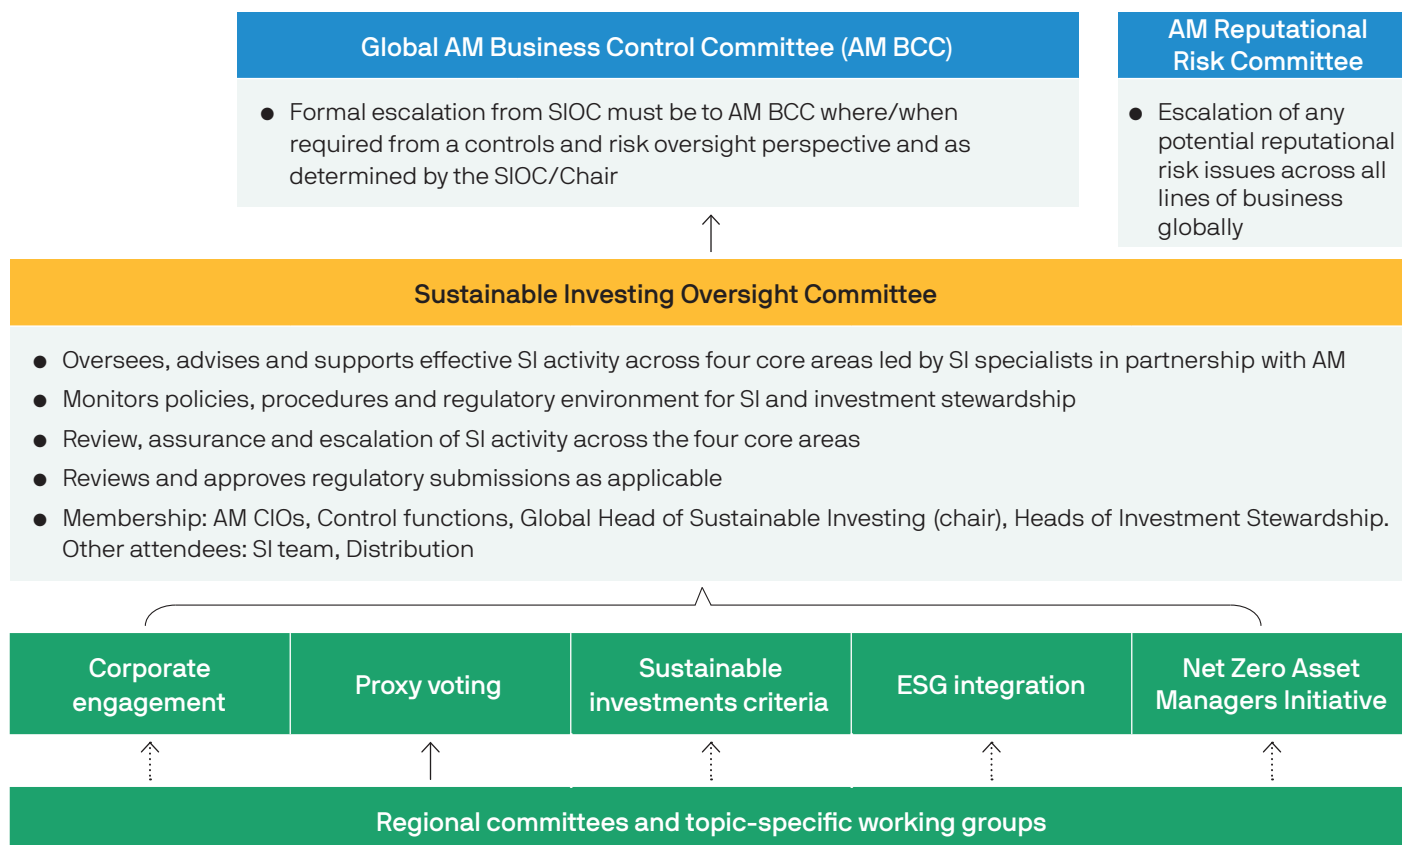 Global AM Business Control Committee (AM BCC)
● Formal escalation from SIOC must be to AM BCC where/when
required from a controls and risk oversight perspective and as
determined by the SIOC/Chair
AM Reputational
Risk Committee
● Escalation of any
potential reputational
risk issues across all
lines of business
globally
Sustainable Investing Oversight Committee
● Oversees, advises and supports effective SI activity across four core areas led by SI specialists in partnership with AM
● Monitors policies, procedures and regulatory environment for SI and investment stewardship
● Review, assurance and escalation of SI activity across the four core areas
● Reviews and approves regulatory submissions as applicable
● Membership: AM CIOs, Control functions, Global Head of Sustainable Investing (chair), Heads of Investment Stewardship.
Other attendees: SI team, Distribution
Corporate
engagement
Proxy voting
Sustainable
investments criteria
ESG integration
Net Zero Asset
Managers Initiative
Regional committees and topic-specific working groups